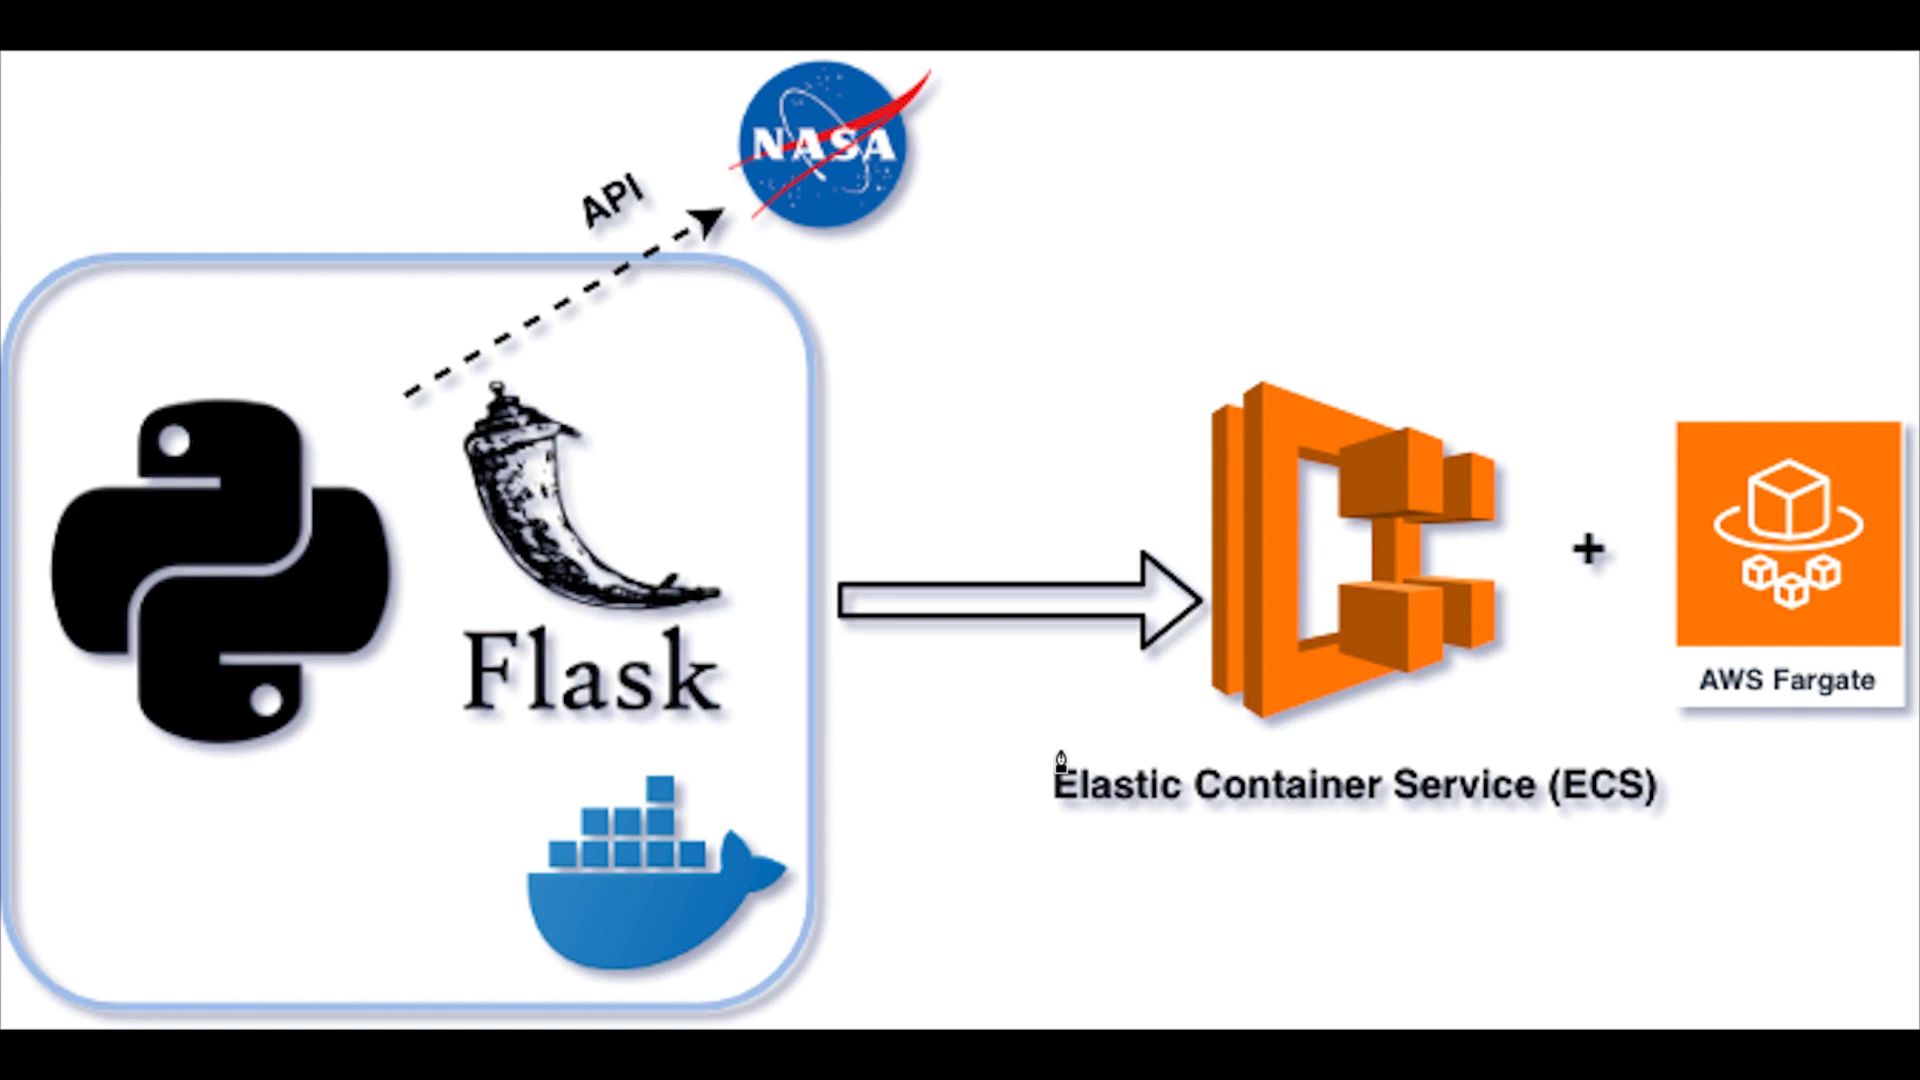 NASA
API
Flask
+
AWS Fargate
Elastic Container Service (ECS)